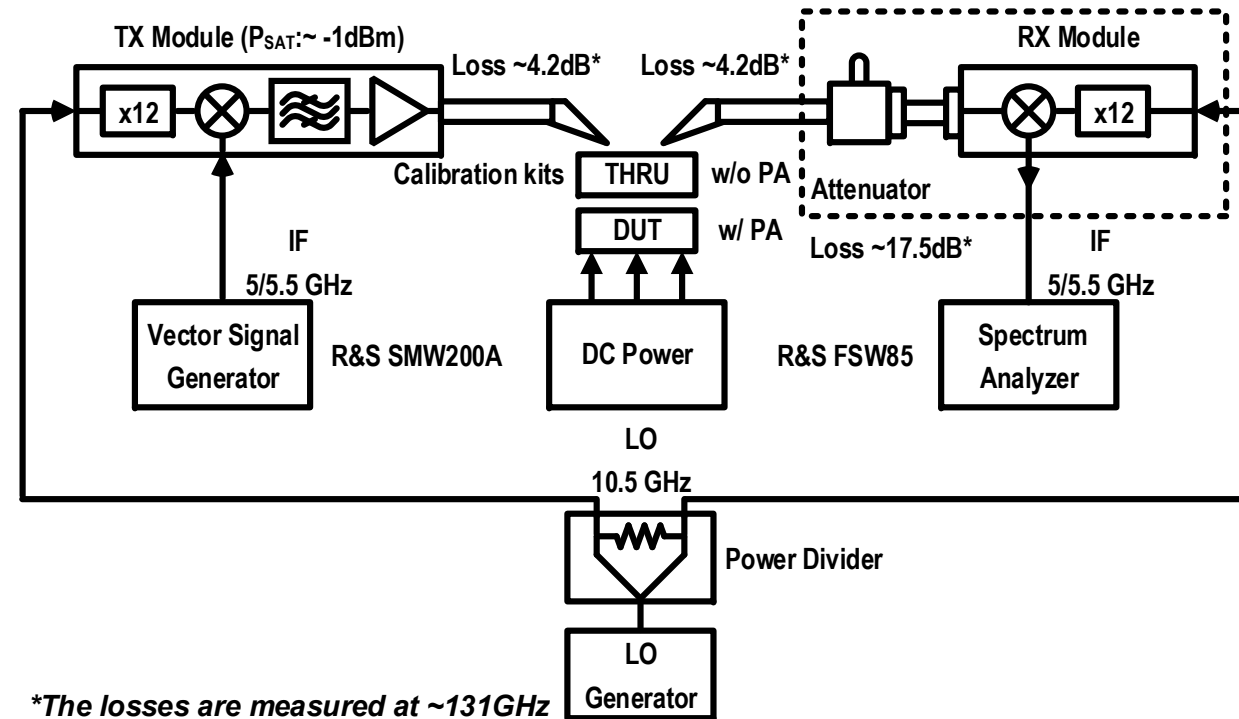 TX Module (PSAT:~ -1dBm)
Loss ~4.2dB*
Loss ~4.2dB*
RX Module
x12
x12
Calibration kits
THRU
w/o PA
Attenuator
DUT
w/ PA
Loss ~17.5dB*
IF
5/5.5 GHz
IF
5/5.5 GHz
Vector Signal
Generator
R&S SMW200A
DC Power
R&S FSW85
Spectrum
Analyzer
LO
10.5 GHz
Power Divider
LO
Generator
*The losses are measured at ~131GHz